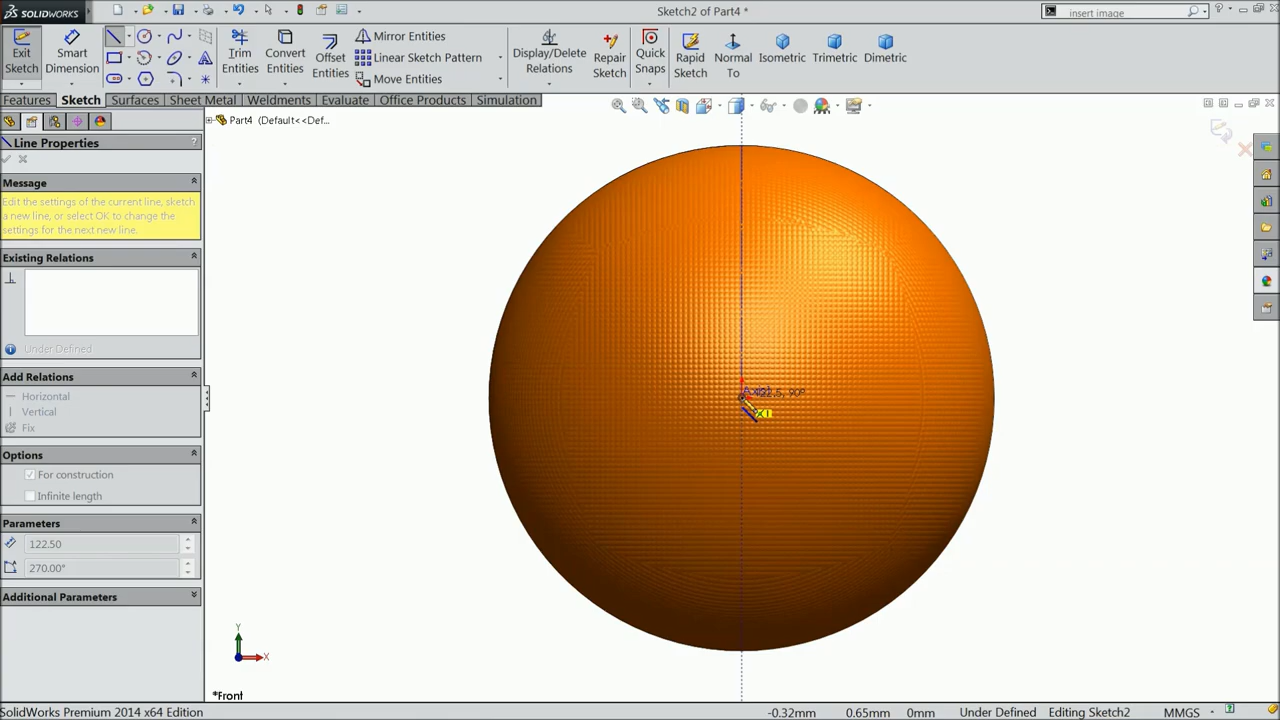 SOLIDWORKS
Sketch2 of Part4 *
insert image
Exit Sketch
Smart Dimension
Trim Entities
Convert Entities
Offset Entities
Mirror Entities
Linear Sketch Pattern
Move Entities
Display/Delete Relations
Repair Sketch
Quick Snaps
Rapid Sketch
Normal To
Isometric
Trimetric
Dimetric
Features
Sketch
Surfaces
Sheet Metal
Weldments
Evaluate
Office Products
Simulation
Part4 (Default<<Def...
Line Properties
?
Message
Edit the settings of the current line, sketch
a new line, or select OK to change the
settings for the next new line.
Existing Relations
Under Defined
Add Relations
Horizontal
Vertical
Fix
Options
For construction
Infinite length
Parameters
122.50
270.00°
Additional Parameters
Y
X
*Front
SolidWorks Premium 2014 x64 Edition
-0.32mm
0.65mm
0mm
Under Defined
Editing Sketch2
MMGS